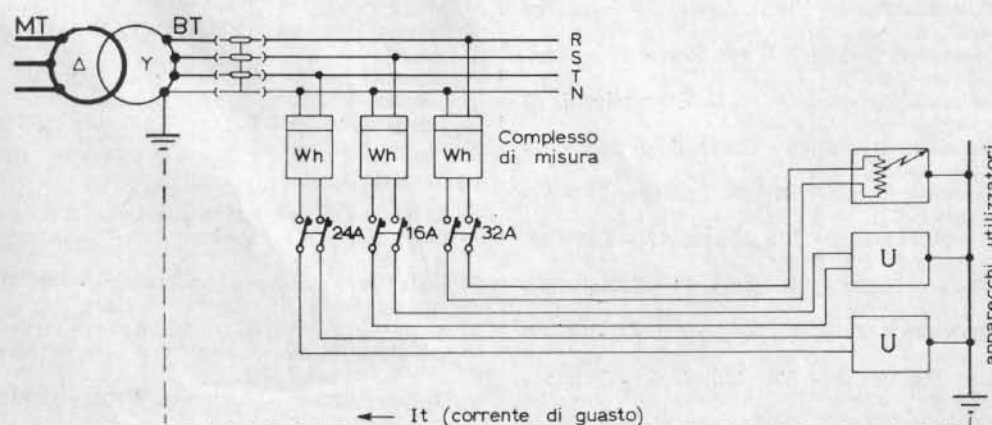 MT
BT
Δ
Y
R
S
T
N
Wh
Wh
Wh
Complesso
di misura
24A
16A
32A
U
U
apparecchi utilizzatori
← It (corrente di guasto)